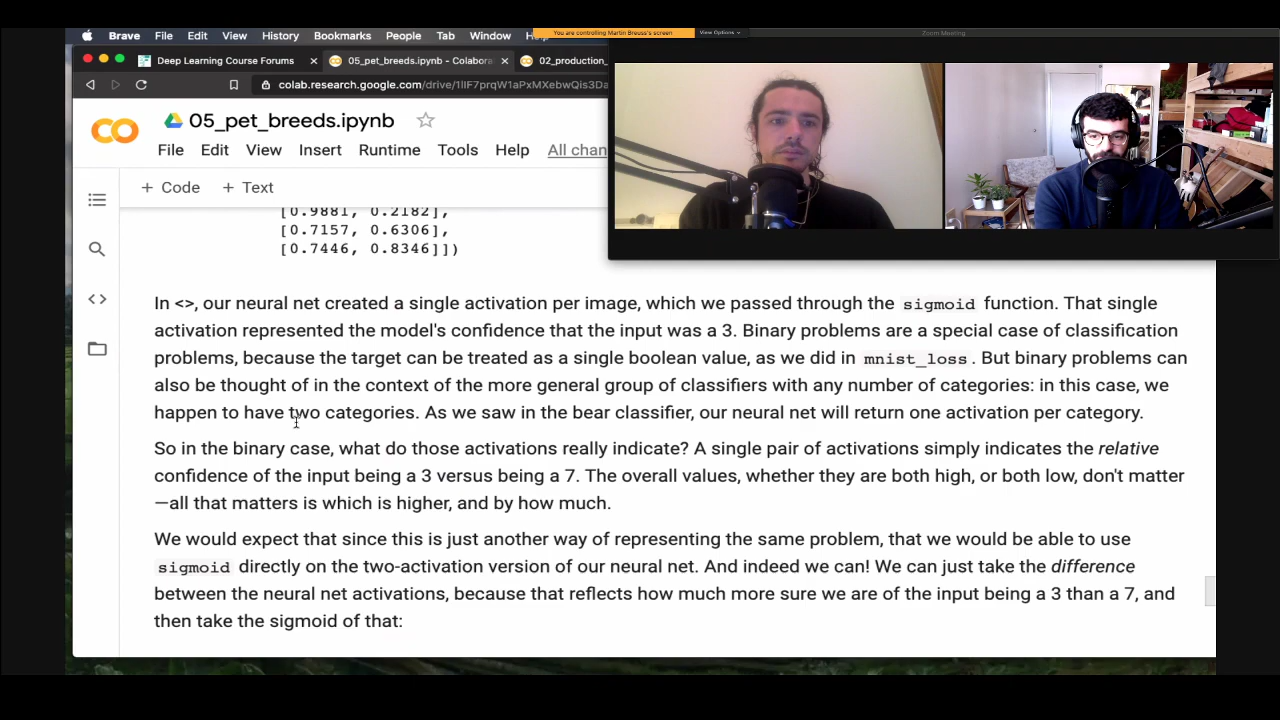 You are controlling Martin Breuss's screen
View Options
Zoom Meeting
Brave File Edit View History Bookmarks People Tab Window
Deep Learning Course Forums
05_pet_breeds.ipynb - Colabora
02_production_
colab.research.google.com/drive/1IIF7prqW1aPxMXebwQis3Da
05_pet_breeds.ipynb
File Edit View Insert Runtime Tools Help All chan
+ Code + Text
[0.9881, 0.2182],
[0.7157, 0.6306],
[0.7446, 0.8346]])
In <>, our neural net created a single activation per image, which we passed through the sigmoid function. That single
activation represented the model's confidence that the input was a 3. Binary problems are a special case of classification
problems, because the target can be treated as a single boolean value, as we did in mnist_loss. But binary problems can
also be thought of in the context of the more general group of classifiers with any number of categories: in this case, we
happen to have two categories. As we saw in the bear classifier, our neural net will return one activation per category.
So in the binary case, what do those activations really indicate? A single pair of activations simply indicates the relative
confidence of the input being a 3 versus being a 7. The overall values, whether they are both high, or both low, don't matter
—all that matters is which is higher, and by how much.
We would expect that since this is just another way of representing the same problem, that we would be able to use
sigmoid directly on the two-activation version of our neural net. And indeed we can! We can just take the difference
between the neural net activations, because that reflects how much more sure we are of the input being a 3 than a 7, and
then take the sigmoid of that: